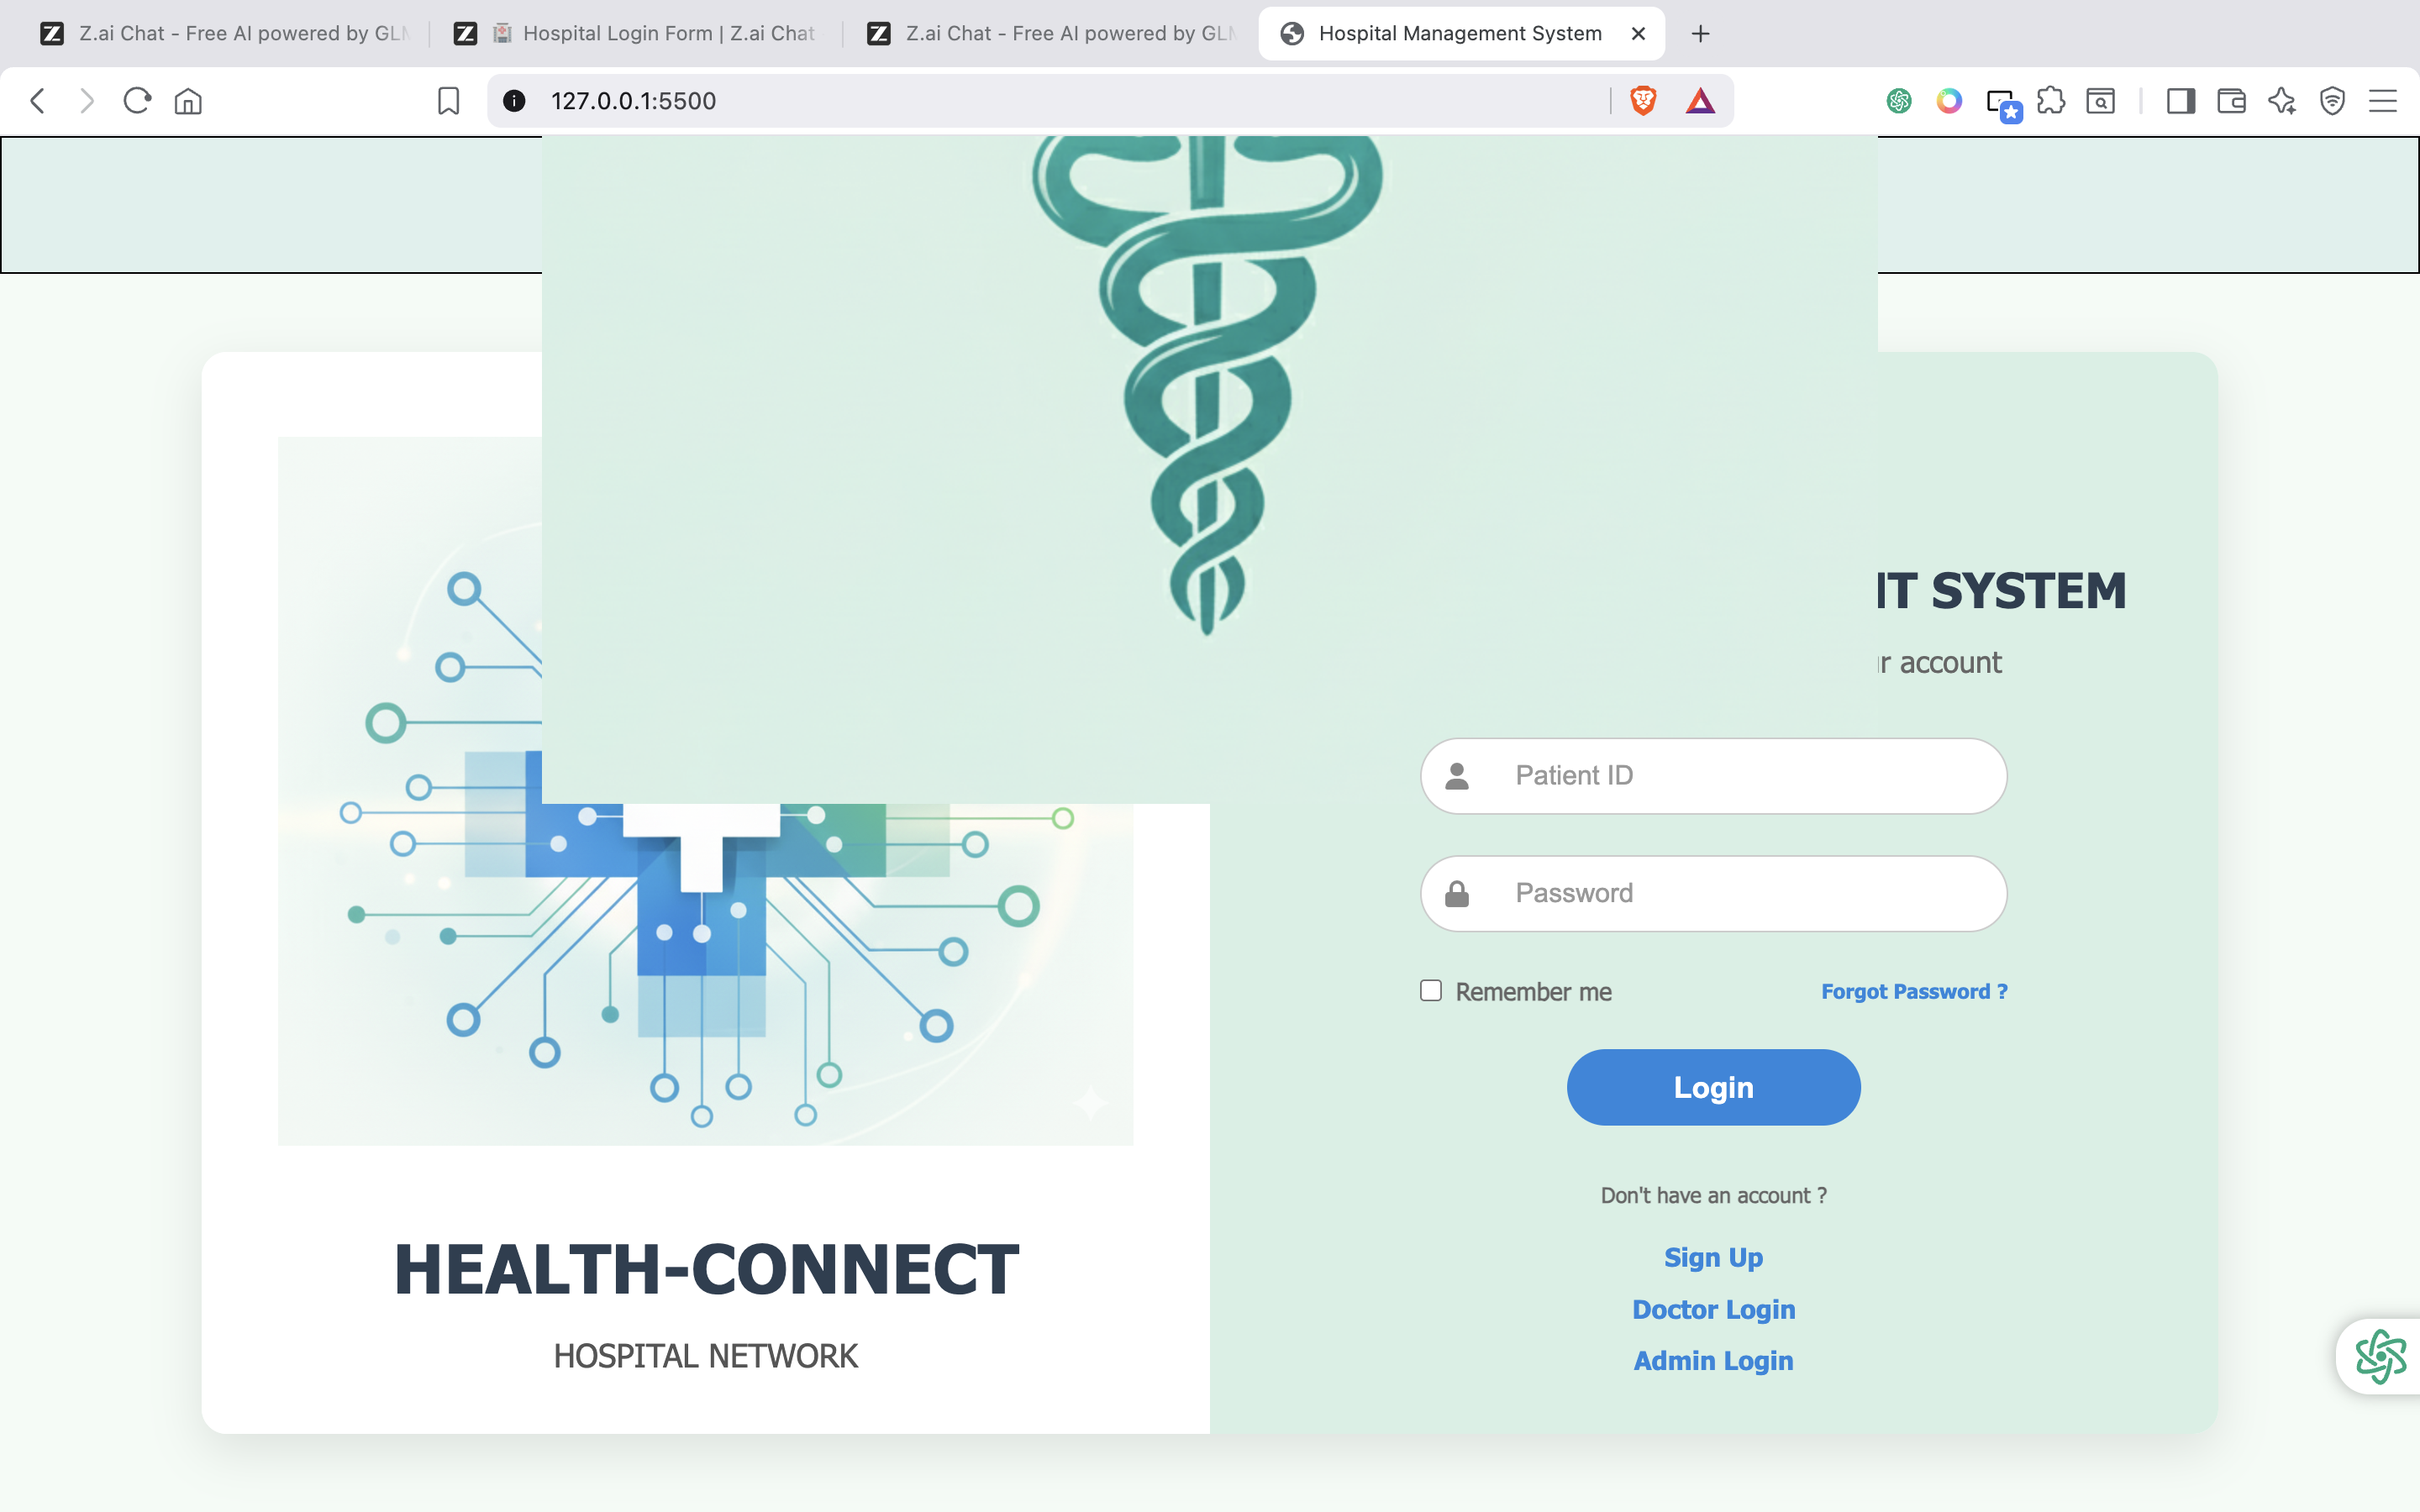 Z.ai Chat - Free AI powered by GLM
Hospital Login Form | Z.ai Chat
Z.ai Chat - Free AI powered by GLM
Hospital Management System
127.0.0.1:5500
IT SYSTEM
r account
Patient ID
Password
Remember me
Forgot Password ?
Login
Don't have an account ?
Sign Up
Doctor Login
Admin Login
HEALTH-CONNECT
HOSPITAL NETWORK